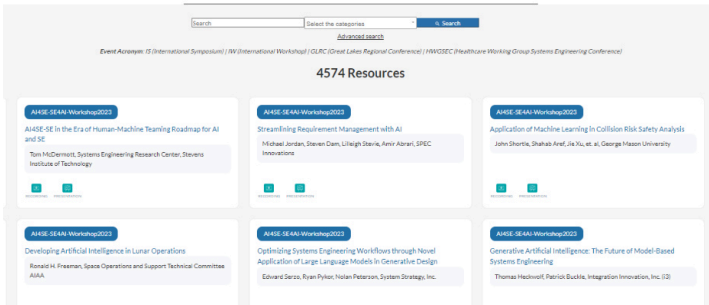 Search
Select the categories
Search
Advanced search
Event Acronym: IS (International Symposium) | IW (International Workshop) | GLRC (Great Lakes Regional Conference) | HWGSEC (Healthcare Working Group Systems Engineering Conference)
4574 Resources
AI4SE-SE4AI-Workshop2023
AI4SE-SE in the Era of Human-Machine Teaming Roadmap for AI
and SE
Tom McDermott, Systems Engineering Research Center, Stevens
Institute of Technology
RECORDING PRESENTATION
AI4SE-SE4AI-Workshop2023
Streamlining Requirement Management with AI
Michael Jordan, Steven Dam, Lilleigh Stevie, Amir Abrari, SPEC
Innovations
RECORDING PRESENTATION
AI4SE-SE4AI-Workshop2023
Application of Machine Learning in Collision Risk Safety Analysis
John Shortle, Shahab Aref, Jie Xu, et. al, George Mason University
RECORDING PRESENTATION
AI4SE-SE4AI-Workshop2023
Developing Artificial Intelligence in Lunar Operations
Ronald H. Freeman, Space Operations and Support Technical Committee
AIAA
AI4SE-SE4AI-Workshop2023
Optimizing Systems Engineering Workflows through Novel
Application of Large Language Models in Generative Design
Edward Serzo, Ryan Pykor, Nolan Peterson, System Strategy, Inc.
AI4SE-SE4AI-Workshop2023
Generative Artificial Intelligence: The Future of Model-Based
Systems Engineering
Thomas Heckwolf, Patrick Buckle, Integration Innovation, Inc. (i3)